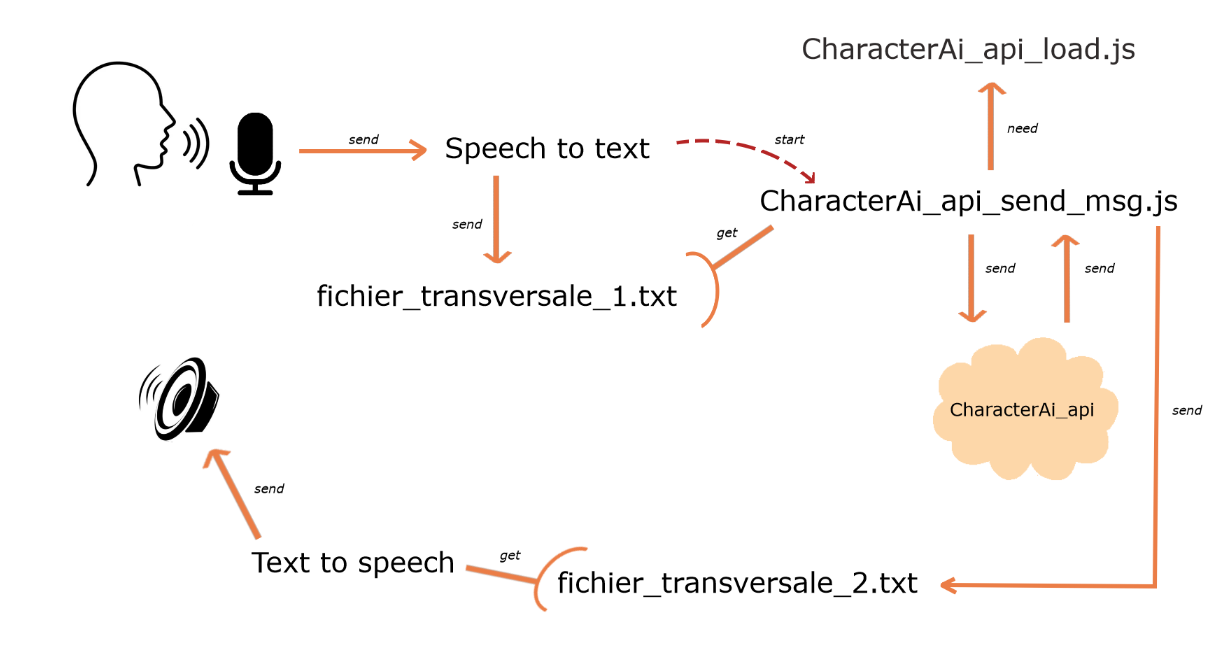 CharacterAi_api_load.js
need
send
Speech to text
start
CharacterAi_api_send_msg.js
send
get
fichier_transversale_1.txt
send
send
CharacterAi_api
send
send
Text to speech
get
fichier_transversale_2.txt